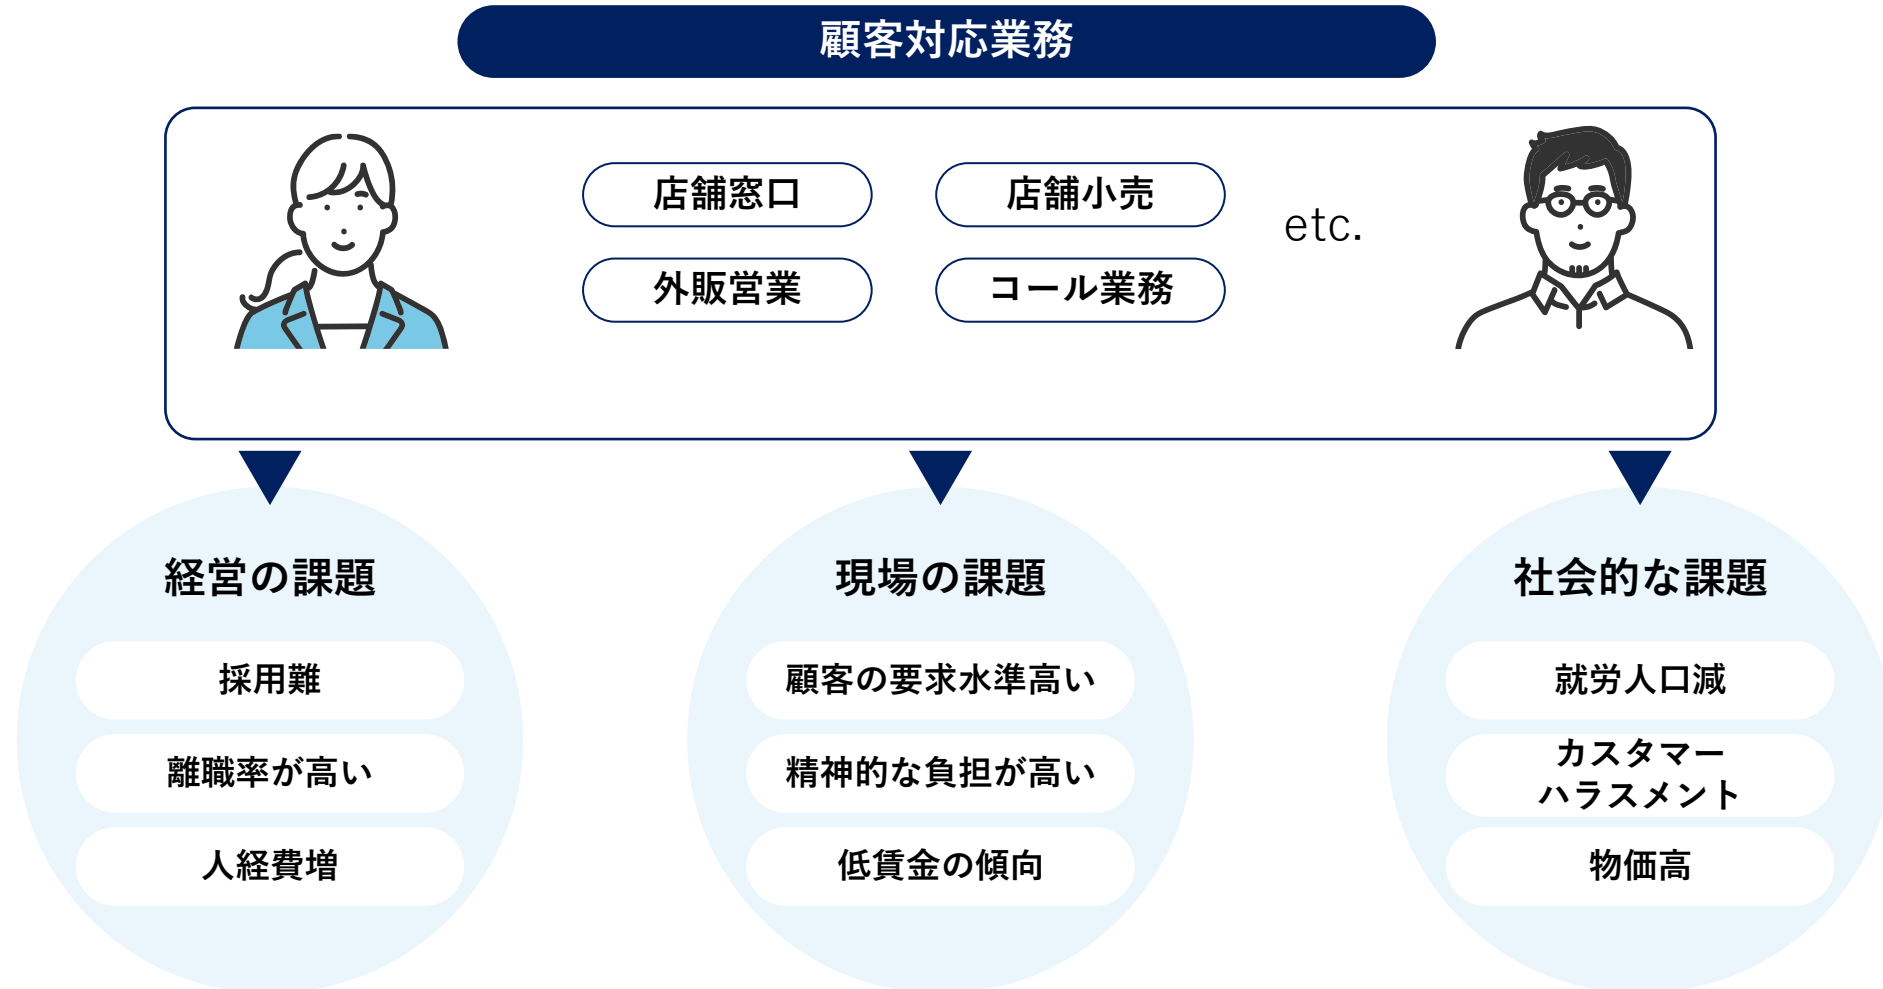 顧客対応業務
店舗窓口
店舗小売
外販営業
コール業務
etc.
経営の課題
採用難
離職率が高い
人経費増
現場の課題
顧客の要求水準高い
精神的な負担が高い
低賃金の傾向
社会的な課題
就労人口減
カスタマー
ハラスメント
物価高